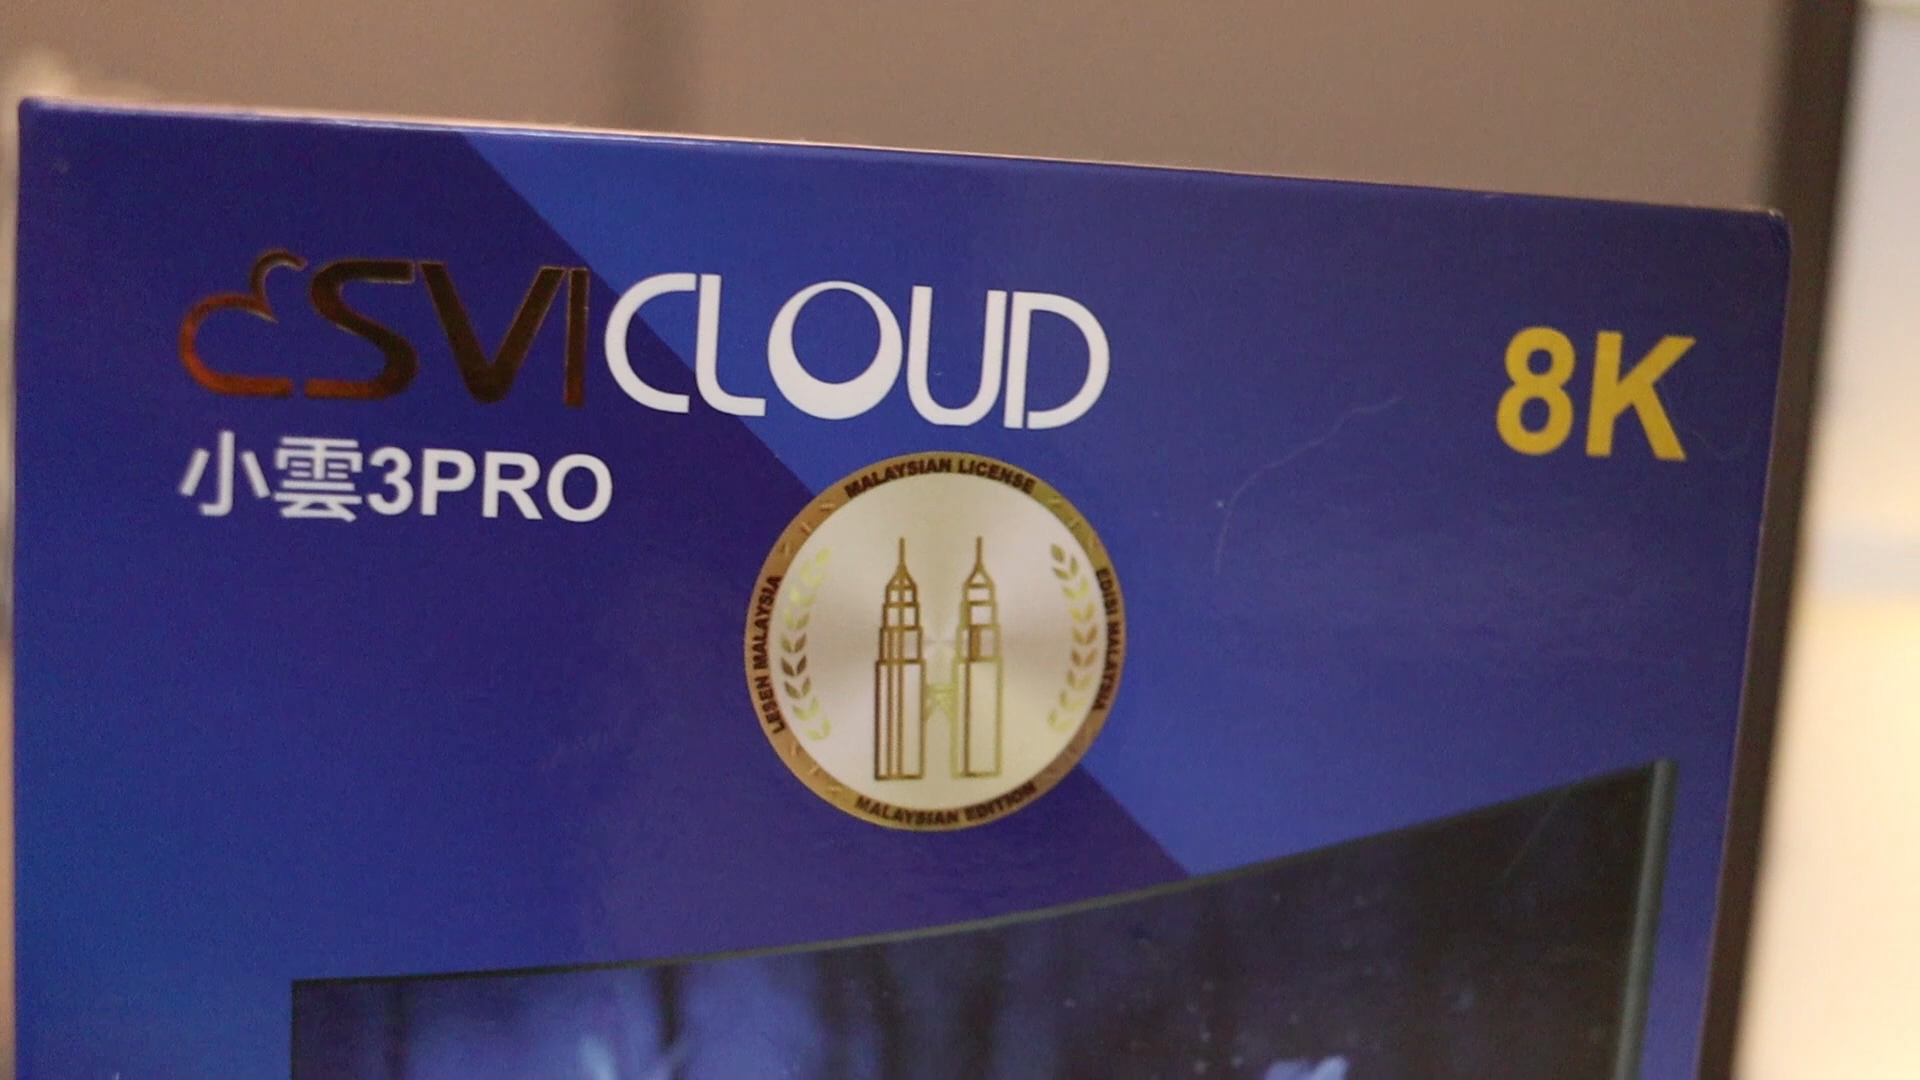 SVICLOUD
8K
小雲3PRO
MALAYSIAN LICENSE
LESEN MALAYSIA
EDISI MALAYSIA
MALAYSIAN EDITION